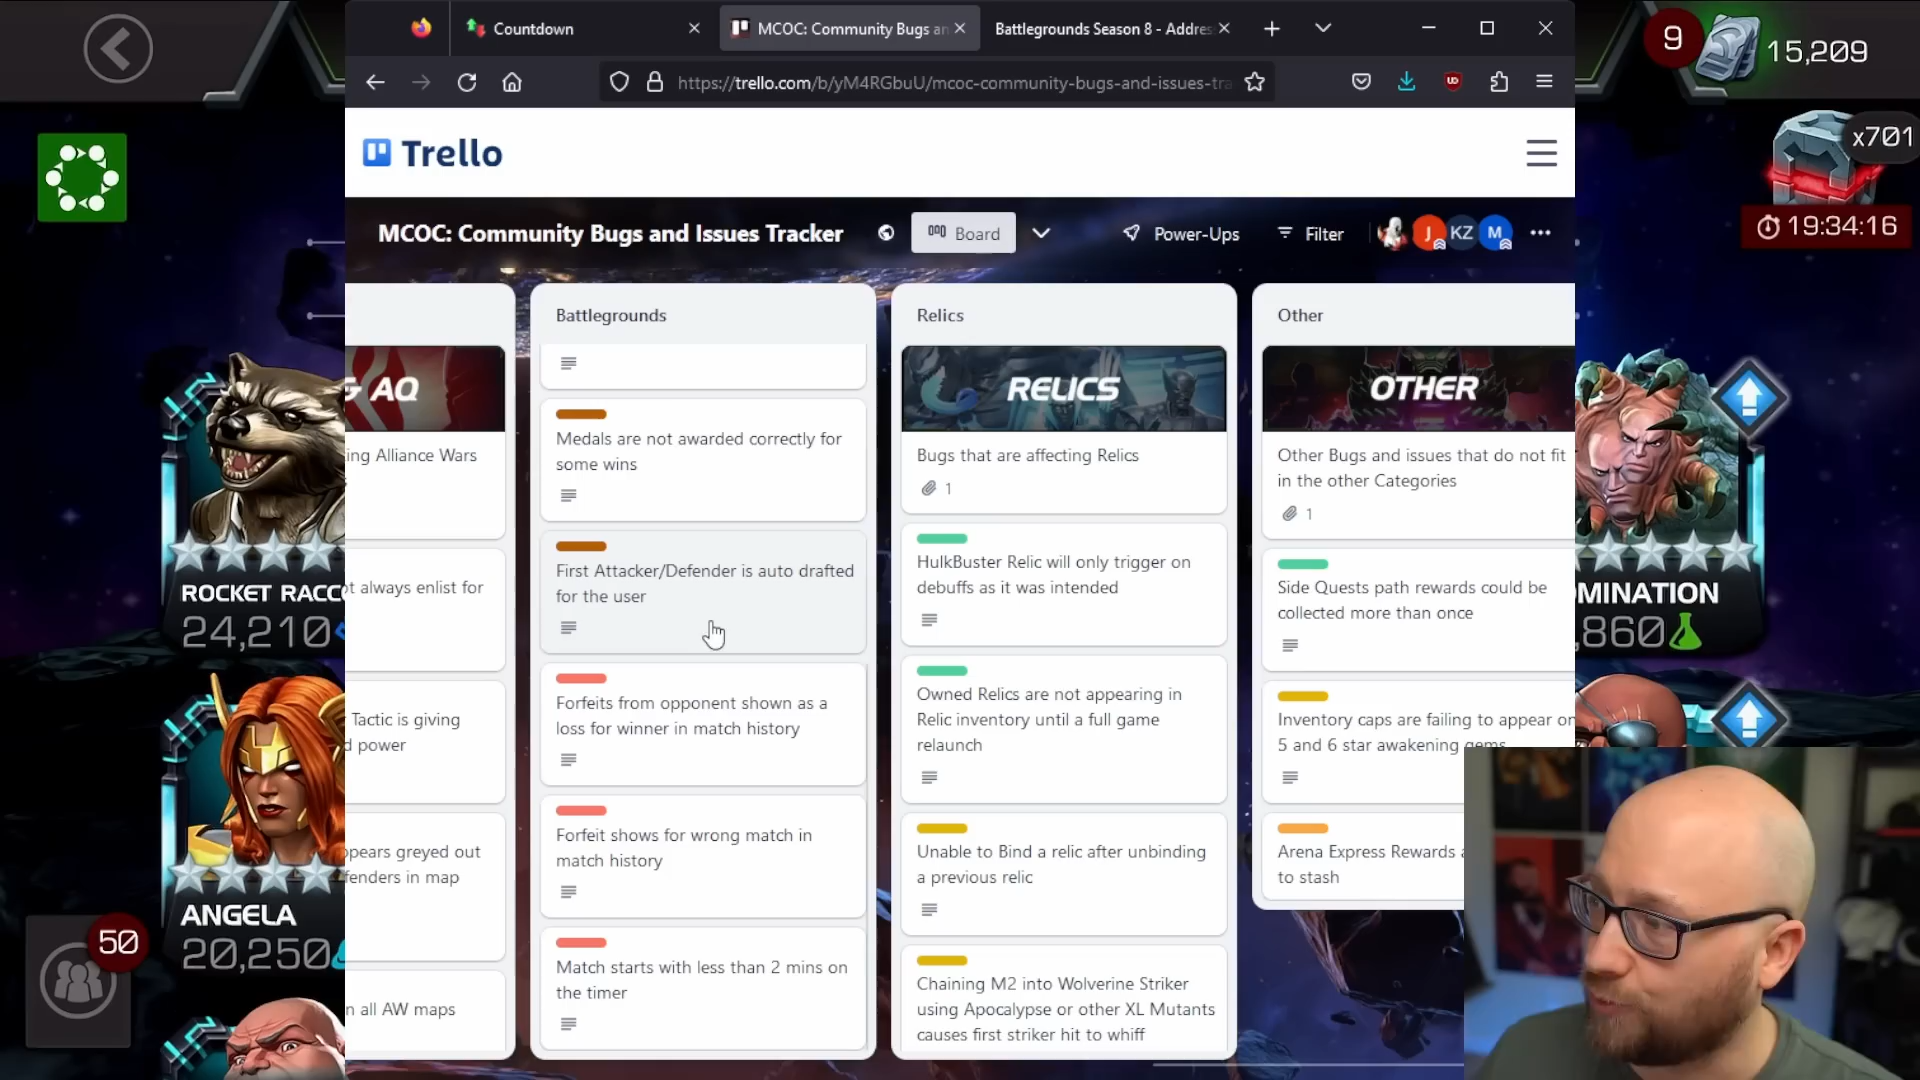 Countdown
MCOC: Community Bugs an
Battlegrounds Season 8 - Addres
https://trello.com/b/yM4RGbuU/mcoc-community-bugs-and-issues-tra
9
15,209
x701
19:34:16
Trello
MCOC: Community Bugs and Issues Tracker
Board
Power-Ups
Filter
J
KZ
M
& AQ
ing Alliance Wars
t always enlist for
Tactic is giving
d power
pears greyed out
fenders in map
n all AW maps
Battlegrounds
Medals are not awarded correctly for
some wins
First Attacker/Defender is auto drafted
for the user
Forfeits from opponent shown as a
loss for winner in match history
Forfeit shows for wrong match in
match history
Match starts with less than 2 mins on
the timer
Relics
RELICS
Bugs that are affecting Relics
1
HulkBuster Relic will only trigger on
debuffs as it was intended
Owned Relics are not appearing in
Relic inventory until a full game
relaunch
Unable to Bind a relic after unbinding
a previous relic
Chaining M2 into Wolverine Striker
using Apocalypse or other XL Mutants
causes first striker hit to whiff
Other
OTHER
Other Bugs and issues that do not fit
in the other Categories
1
Side Quests path rewards could be
collected more than once
Inventory caps are failing to appear on
5 and 6 star awakening gems
Arena Express Rewards
to stash
ROCKET RACC
24,210
ANGELA
20,250
50
MINATION
,860